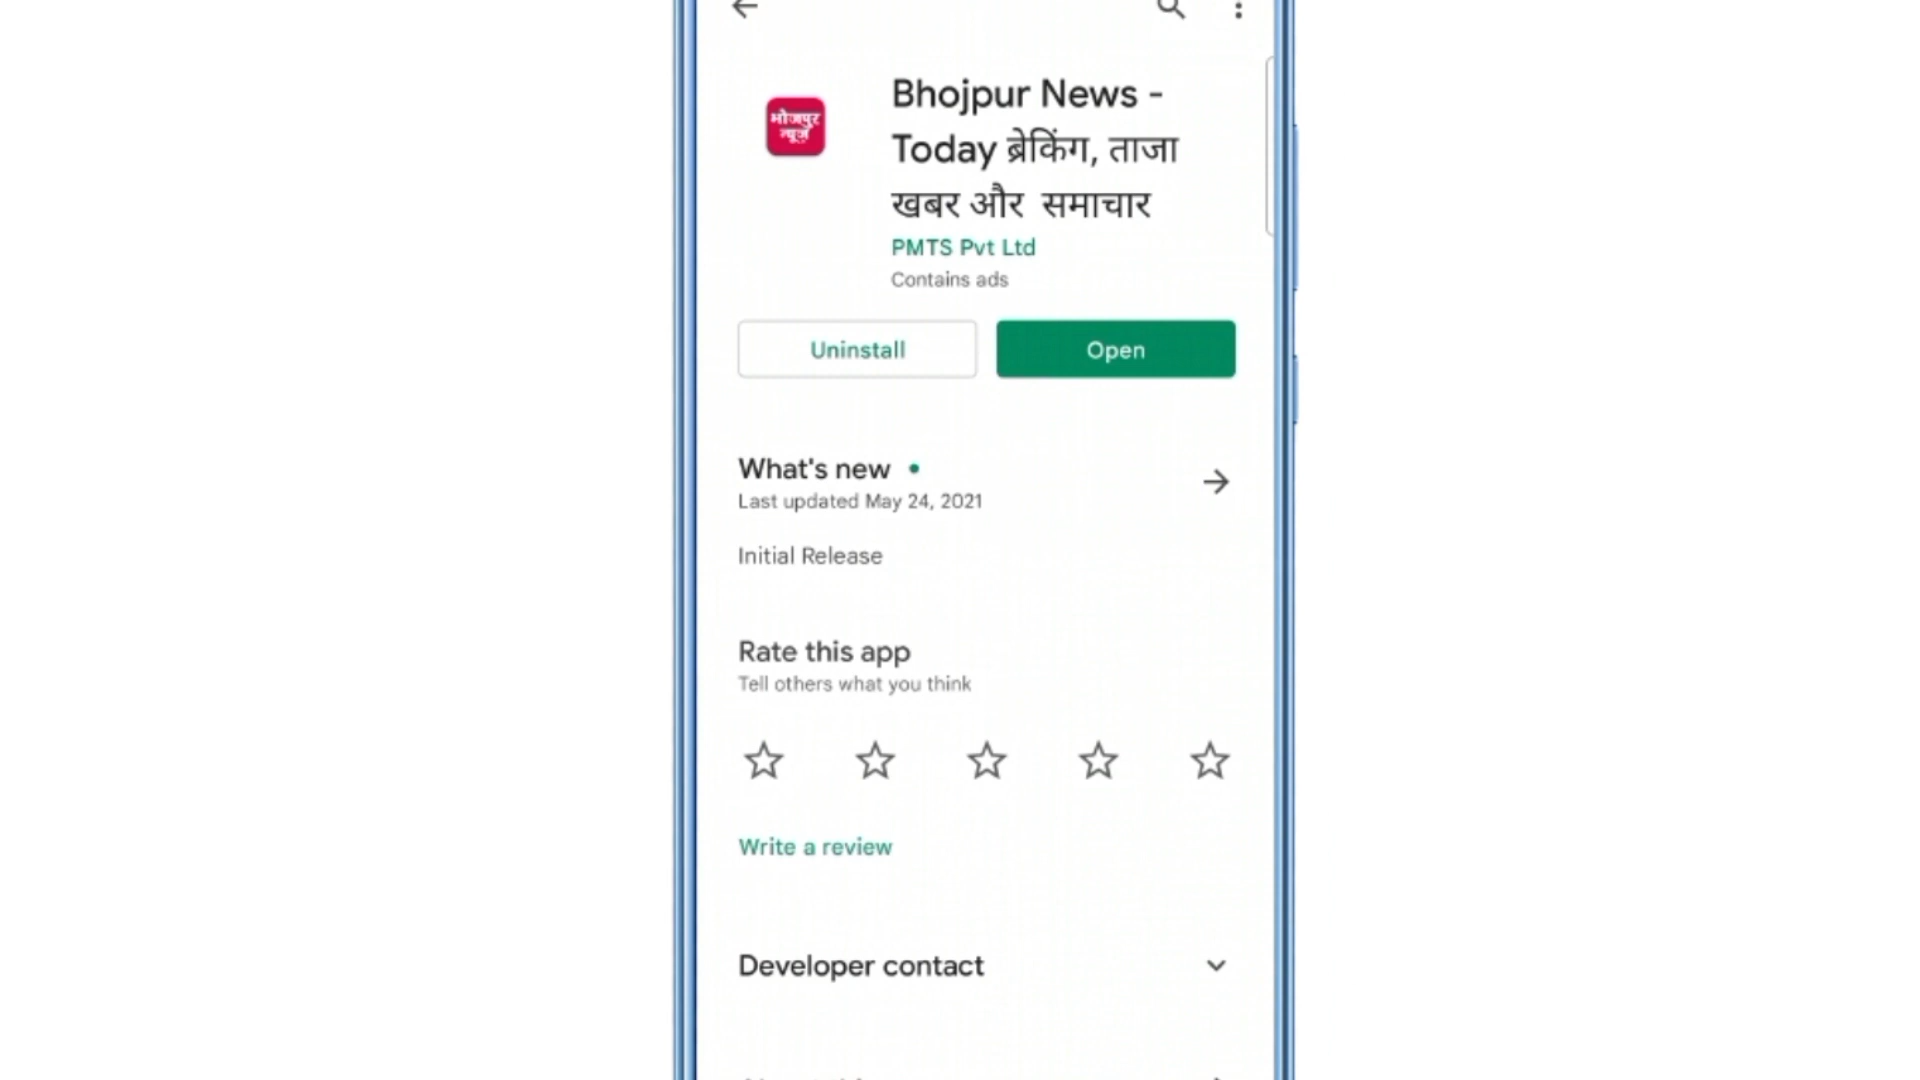 भोजपुर
न्यूज़
Bhojpur News -
Today ब्रेकिंग, ताजा
खबर और समाचार
PMTS Pvt Ltd
Contains ads
Uninstall
Open
What's new
Last updated May 24, 2021
Initial Release
Rate this app
Tell others what you think
Write a review
Developer contact